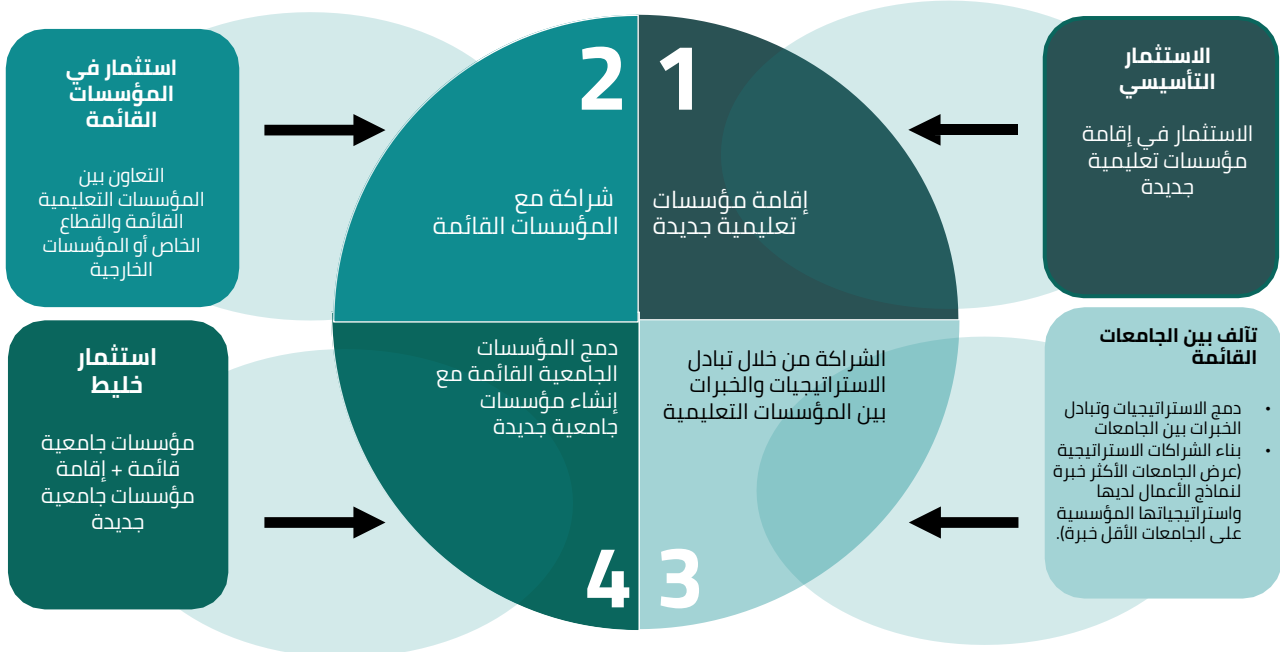 الاستثمار
التأسيسي
الاستثمار في إقامة
مؤسسات تعليمية
جديدة
1
إقامة مؤسسات
تعليمية جديدة
2
شراكة مع
المؤسسات القائمة
استثمار في
المؤسسات
القائمة
التعاون بين
المؤسسات التعليمية
القائمة والقطاع
الخاص أو المؤسسات
الخارجية
تآلف بين الجامعات
القائمة
• دمج الاستراتيجيات وتبادل
الخبرات بين الجامعات
• بناء الشراكات الاستراتيجية
(عرض الجامعات الأكثر خبرة
لنماذج الأعمال لديها
واستراتيجياتها المؤسسية
على الجامعات الأقل خبرة).
الشراكة من خلال تبادل
الاستراتيجيات والخبرات
بين المؤسسات التعليمية
3
دمج المؤسسات
الجامعية القائمة مع
إنشاء مؤسسات
جامعية جديدة
4
استثمار
خليط
مؤسسات جامعية
قائمة + إقامة
مؤسسات جامعية
جديدة